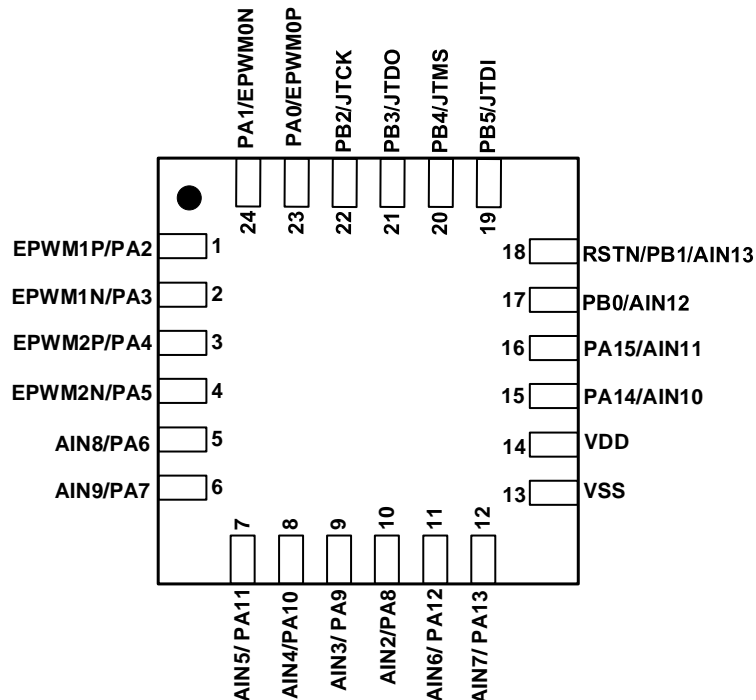 PA1/EPWM0N
PA0/EPWM0P
PB2/JTCK
PB3/JTDO
PB4/JTMS
PB5/JTDI
24
23
22
21
20
19
EPWM1P/PA2
1
EPWM1N/PA3
2
EPWM2P/PA4
3
EPWM2N/PA5
4
AIN8/PA6
5
AIN9/PA7
6
18
RSTN/PB1/AIN13
17
PB0/AIN12
16
PA15/AIN11
15
PA14/AIN10
14
VDD
13
VSS
7
8
9
10
11
12
AIN5/ PA11
AIN4/PA10
AIN3/ PA9
AIN2/PA8
AIN6/ PA12
AIN7/ PA13